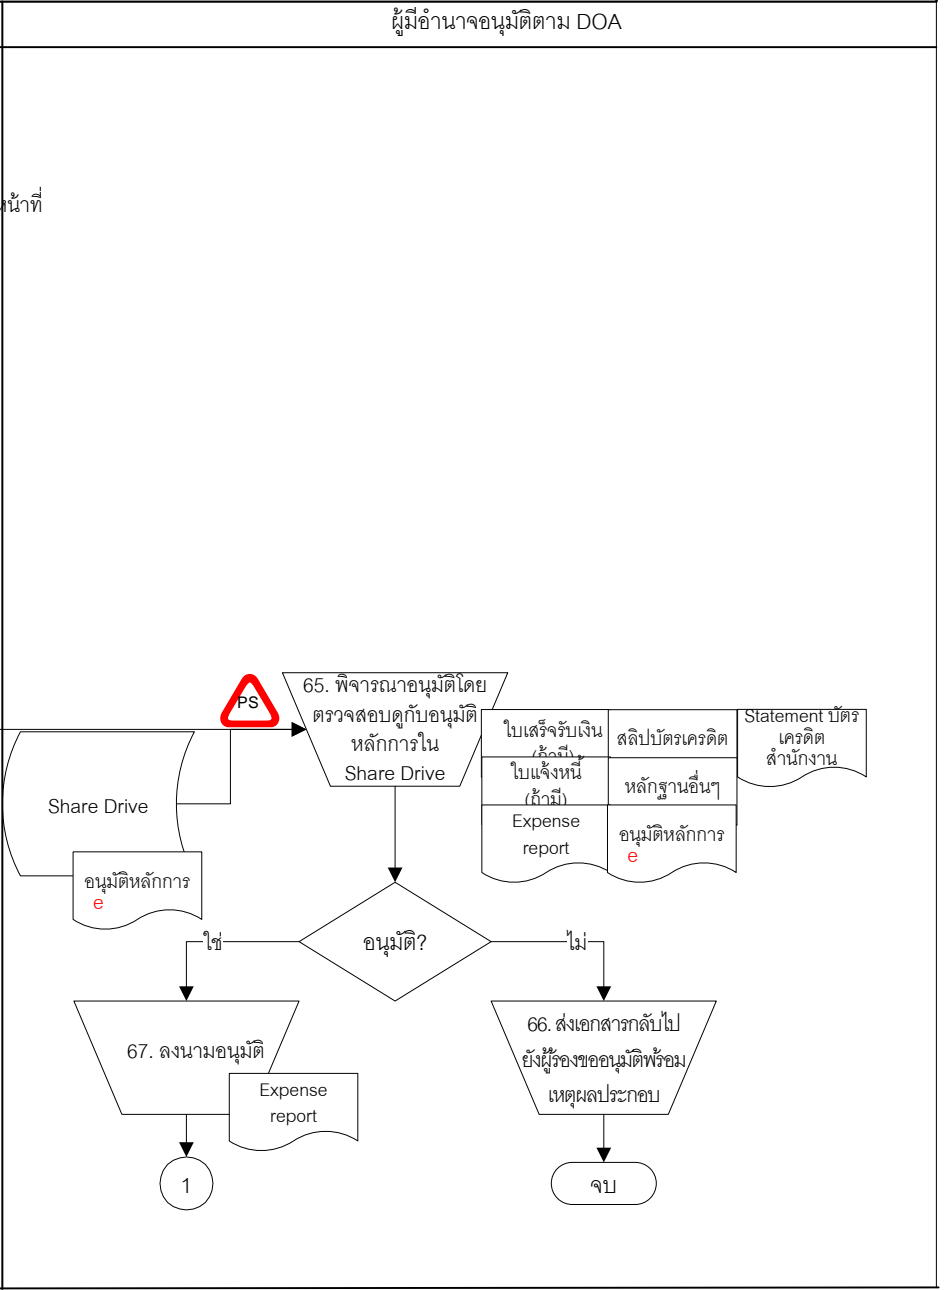 ผู้มีอำนาจอนุมัติตาม DOA
หน้าที่
PS
65. พิจารณาอนุมัติโดย
ตรวจสอบดูกับอนุมัติ
หลักการใน
Share Drive
ใบเสร็จรับเงิน
(ถ้ามี)
สลิปบัตรเครดิต
Statement บัตร
เครดิต
สำนักงาน
ใบแจ้งหนี้
(ถ้ามี)
หลักฐานอื่นๆ
Expense
report
อนุมัติหลักการ
e
Share Drive
อนุมัติหลักการ
e
อนุมัติ?
ใช่
ไม่
67. ลงนามอนุมัติ
Expense
report
66. ส่งเอกสารกลับไป
ยังผู้ร้องขออนุมัติพร้อม
เหตุผลประกอบ
1
จบ